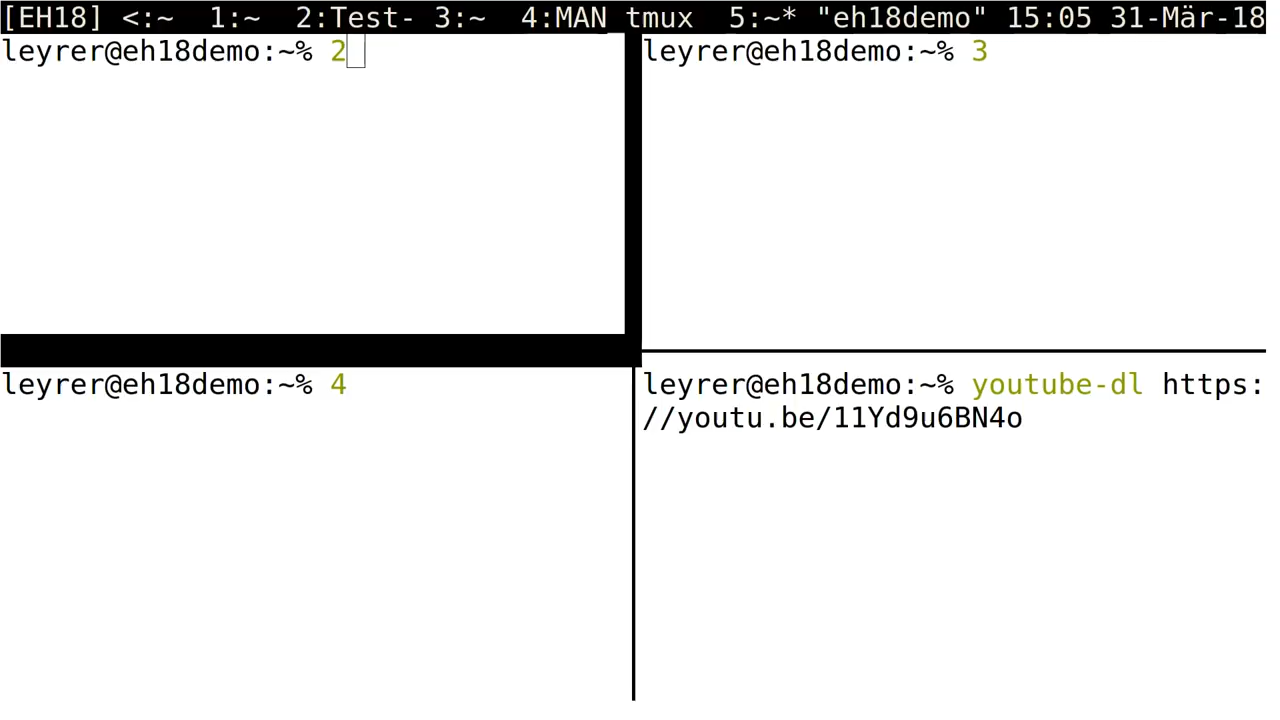 [EH18] <:~  1:~  2:Test- 3:~  4:MAN tmux  5:~* "eh18demo" 15:05 31-Mär-18
leyrer@eh18demo:~% 2
leyrer@eh18demo:~% 3
leyrer@eh18demo:~% 4
leyrer@eh18demo:~% youtube-dl https:
//youtu.be/11Yd9u6BN4o